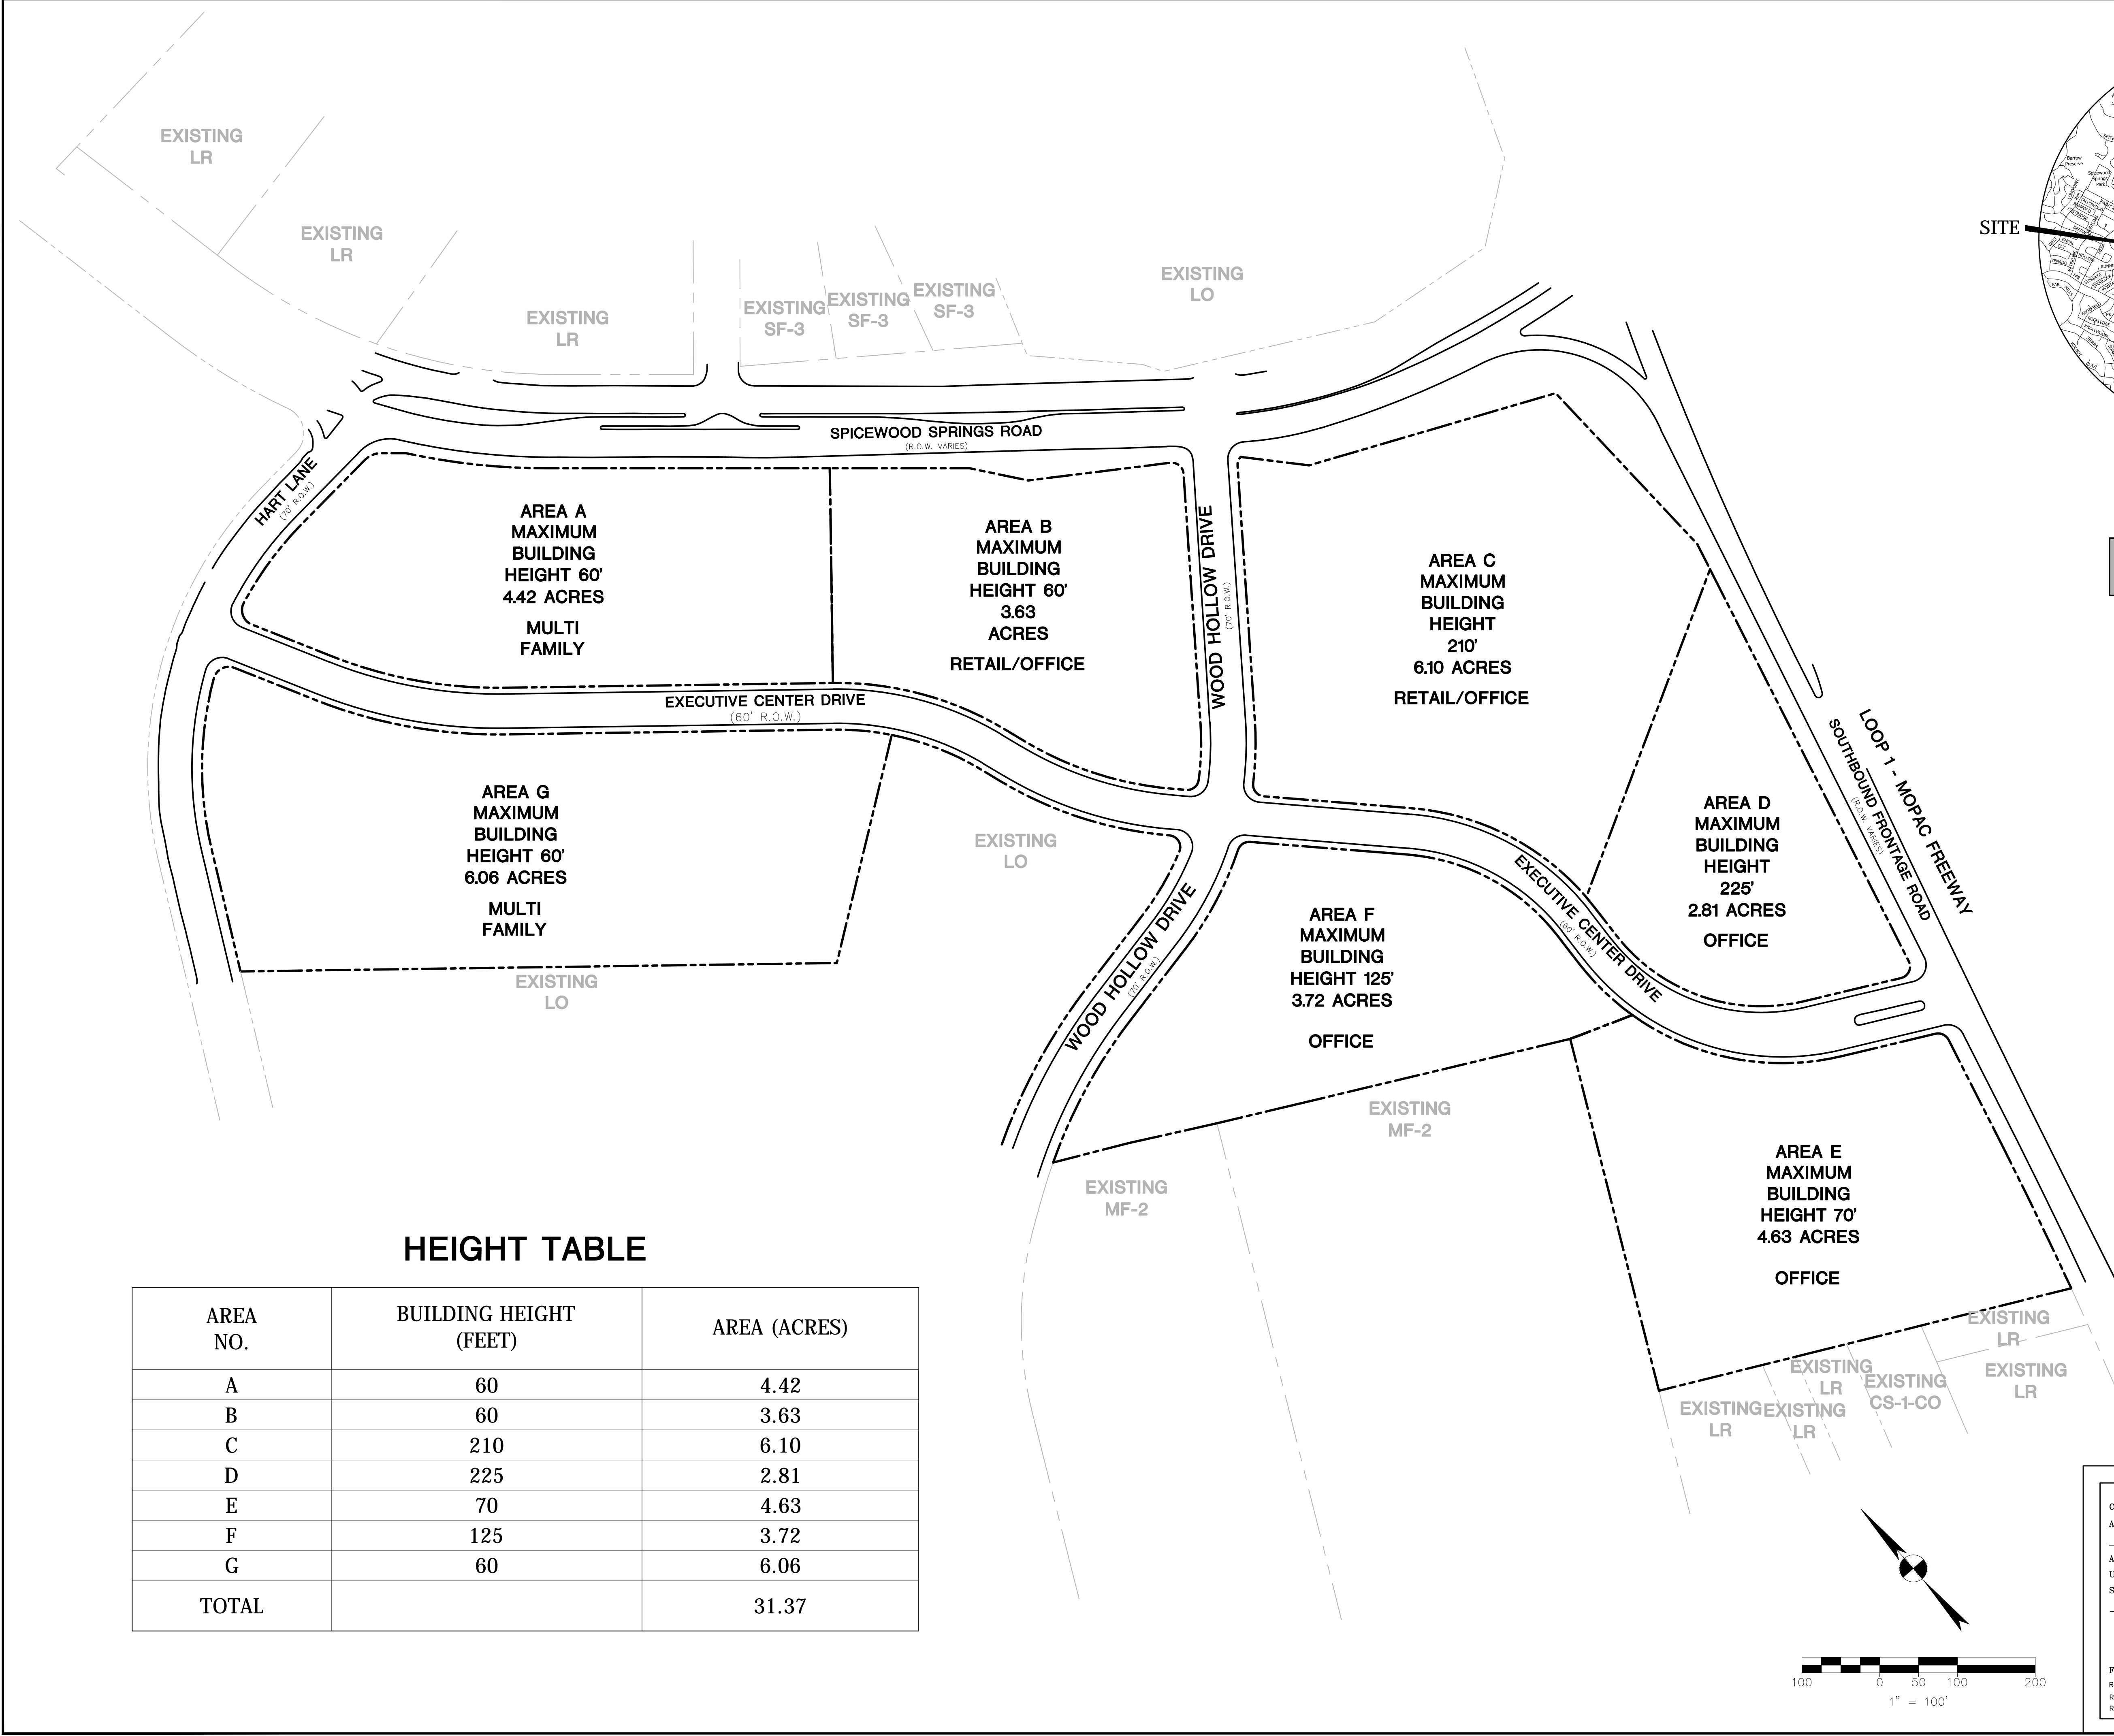 EXISTING
LR
EXISTING
LR
EXISTING
LR
EXISTING
SF-3
EXISTING
SF-3
EXISTING
SF-3
EXISTING
LO
SITE
Barrow
Preserve
Spicewood
Springs
Park
HART LANE
(70' R.O.W.)
SPICEWOOD SPRINGS ROAD
(R.O.W. VARIES)
AREA A
MAXIMUM
BUILDING
HEIGHT 60'
4.42 ACRES
MULTI
FAMILY
AREA B
MAXIMUM
BUILDING
HEIGHT 60'
3.63
ACRES
RETAIL/OFFICE
WOOD HOLLOW DRIVE
(70' R.O.W.)
AREA C
MAXIMUM
BUILDING
HEIGHT
210'
6.10 ACRES
RETAIL/OFFICE
EXECUTIVE CENTER DRIVE
(60' R.O.W.)
LOOP 1 - MOPAC FREEWAY
SOUTHBOUND FRONTAGE ROAD
(R.O.W. VARIES)
AREA G
MAXIMUM
BUILDING
HEIGHT 60'
6.06 ACRES
MULTI
FAMILY
EXISTING
LO
EXISTING
LO
AREA D
MAXIMUM
BUILDING
HEIGHT
225'
2.81 ACRES
OFFICE
EXECUTIVE CENTER DRIVE
(60' R.O.W.)
WOOD HOLLOW DRIVE
(70' R.O.W.)
AREA F
MAXIMUM
BUILDING
HEIGHT 125'
3.72 ACRES
OFFICE
EXISTING
MF-2
EXISTING
MF-2
AREA E
MAXIMUM
BUILDING
HEIGHT 70'
4.63 ACRES
OFFICE
EXISTING
LR
EXISTING
LR
EXISTING
LR
EXISTING
CS-1-CO
EXISTING
LR
EXISTING
LR
HEIGHT TABLE
AREA NO. BUILDING HEIGHT (FEET) AREA (ACRES)
A 60 4.42
B 60 3.63
C 210 6.10
D 225 2.81
E 70 4.63
F 125 3.72
G 60 6.06
TOTAL 31.37
100 0 50 100 200
1" = 100'